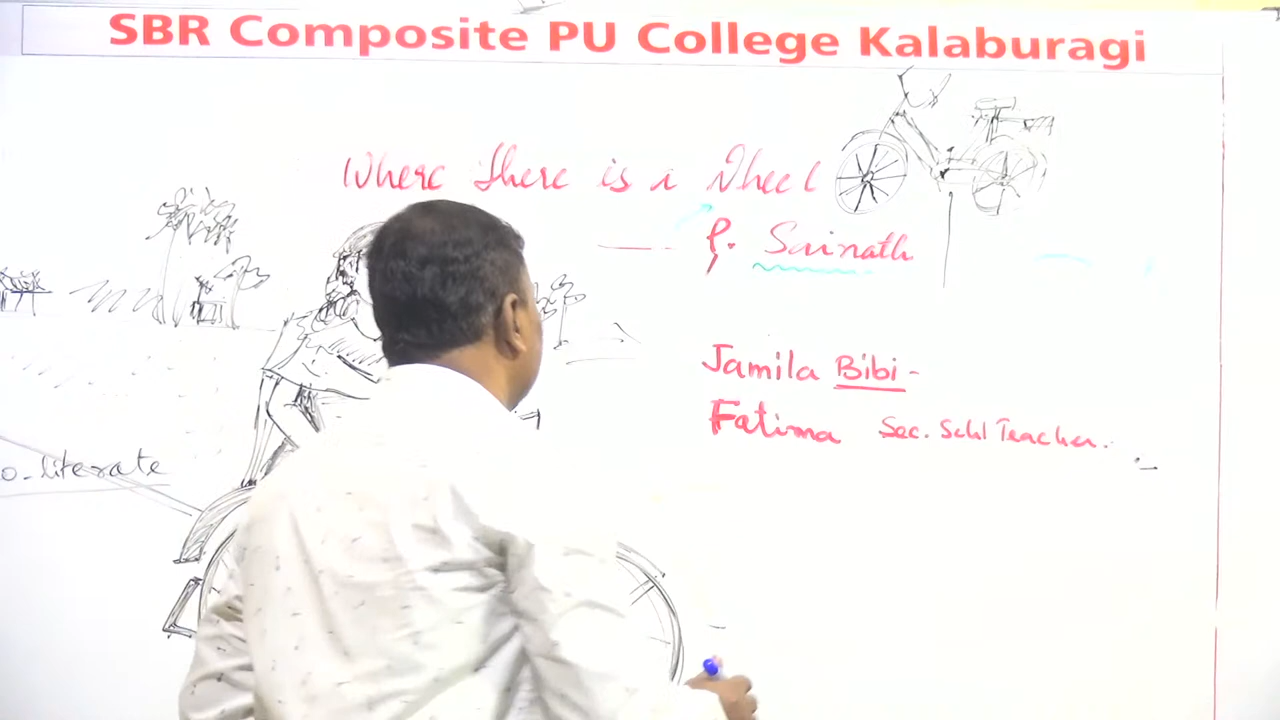 SBR Composite PU College Kalaburagi
Where there is a Wheel
P. Sainath
Jamila Bibi -
Fatima Sec. Schl Teacher.
o-literate